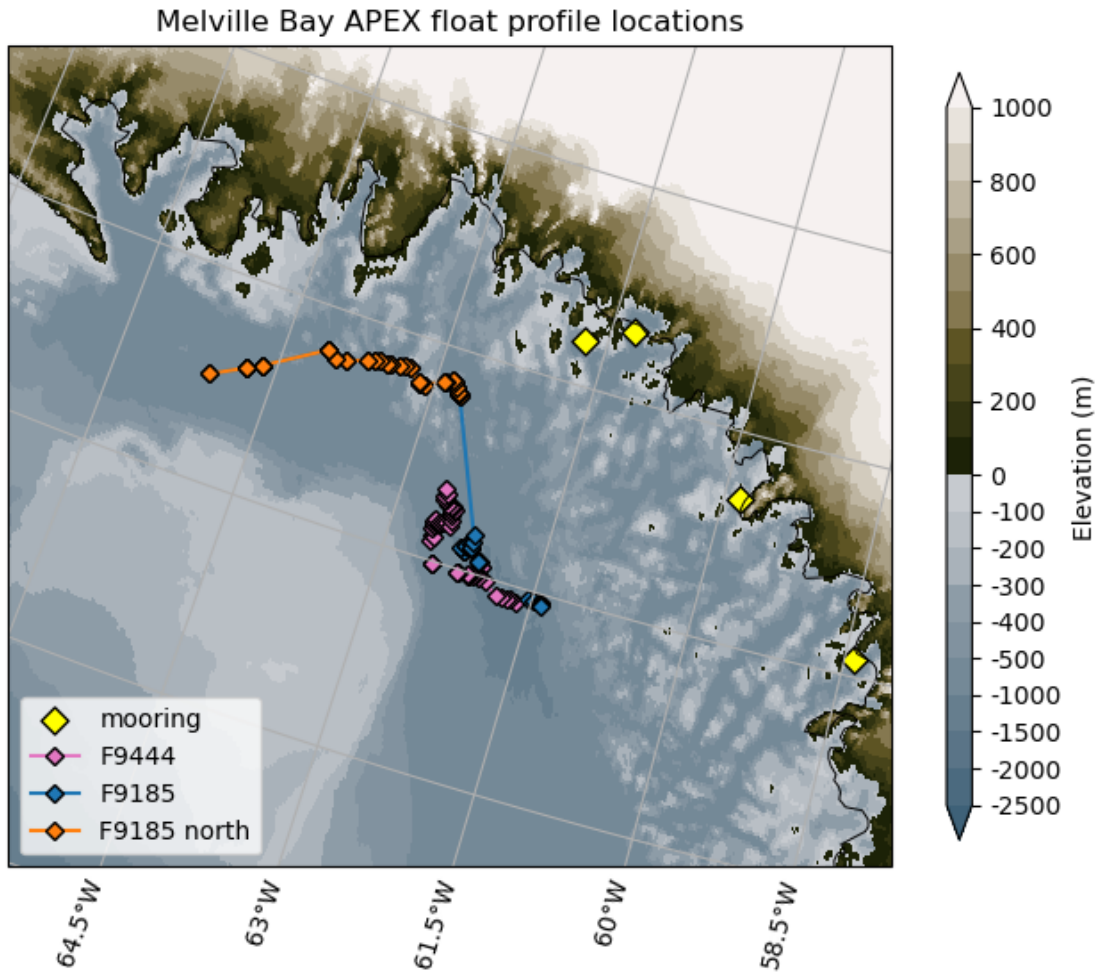 Melville Bay APEX float profile locations
1000
800
600
400
200
0
-100
-200
-300
-400
-500
-1000
-1500
-2000
-2500
Elevation (m)
mooring
F9444
F9185
F9185 north
64.5°W
63°W
61.5°W
60°W
58.5°W